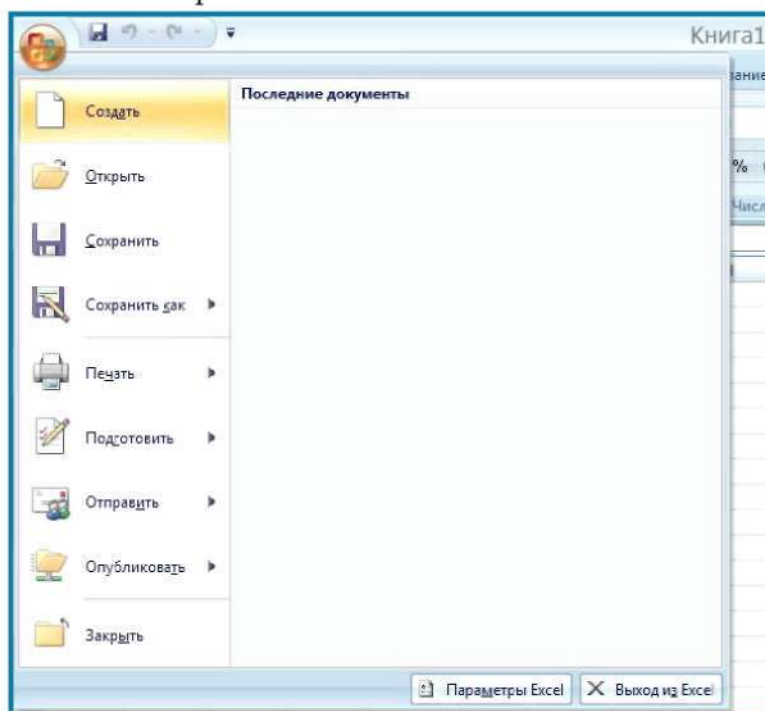 Книга1
Последние документы
Создать
Открыть
%
Сохранить
Сохранить как
Печать
Подготовить
Отправить
Опубликовать
Закрыть
Параметры Excel
Выход из Excel